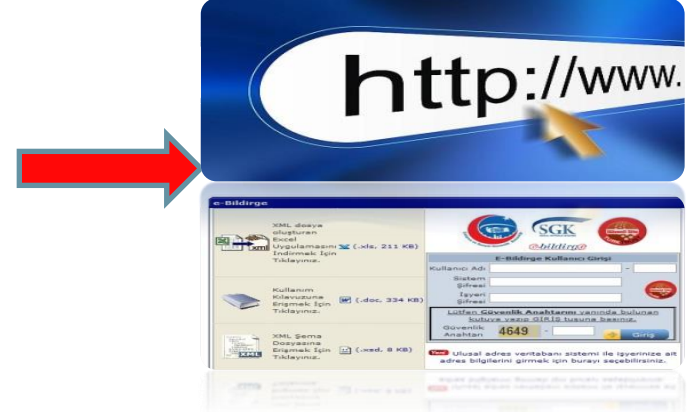 http://www.
e-Bildirge
XML dosya
oluşturan
Excel
Uygulamasını (.xls, 211 KB)
İndirmek İçin
Tıklayınız.
Kullanım
Kılavuzuna (.doc, 334 KB)
Erişmek İçin
Tıklayınız.
XML Şema
Dosyasına
Erişmek İçin (.xsd, 8 KB)
Tıklayınız.
xml
XML
SGK
e-bildirge
E-Bildirge Kullanıcı Girişi
Kullanıcı Adı -
Sistem
Şifresi
İşyeri
Şifresi
Lütfen Güvenlik Anahtarını yanında bulunan
kutuya yazıp GİRİŞ tuşuna basınız.
Güvenlik
Anahtarı 4649 - Giriş
Yeni Ulusal adres veritabanı sistemi ile işyerinize ait
adres bilgilerini girmek için burayı seçebilirsiniz.